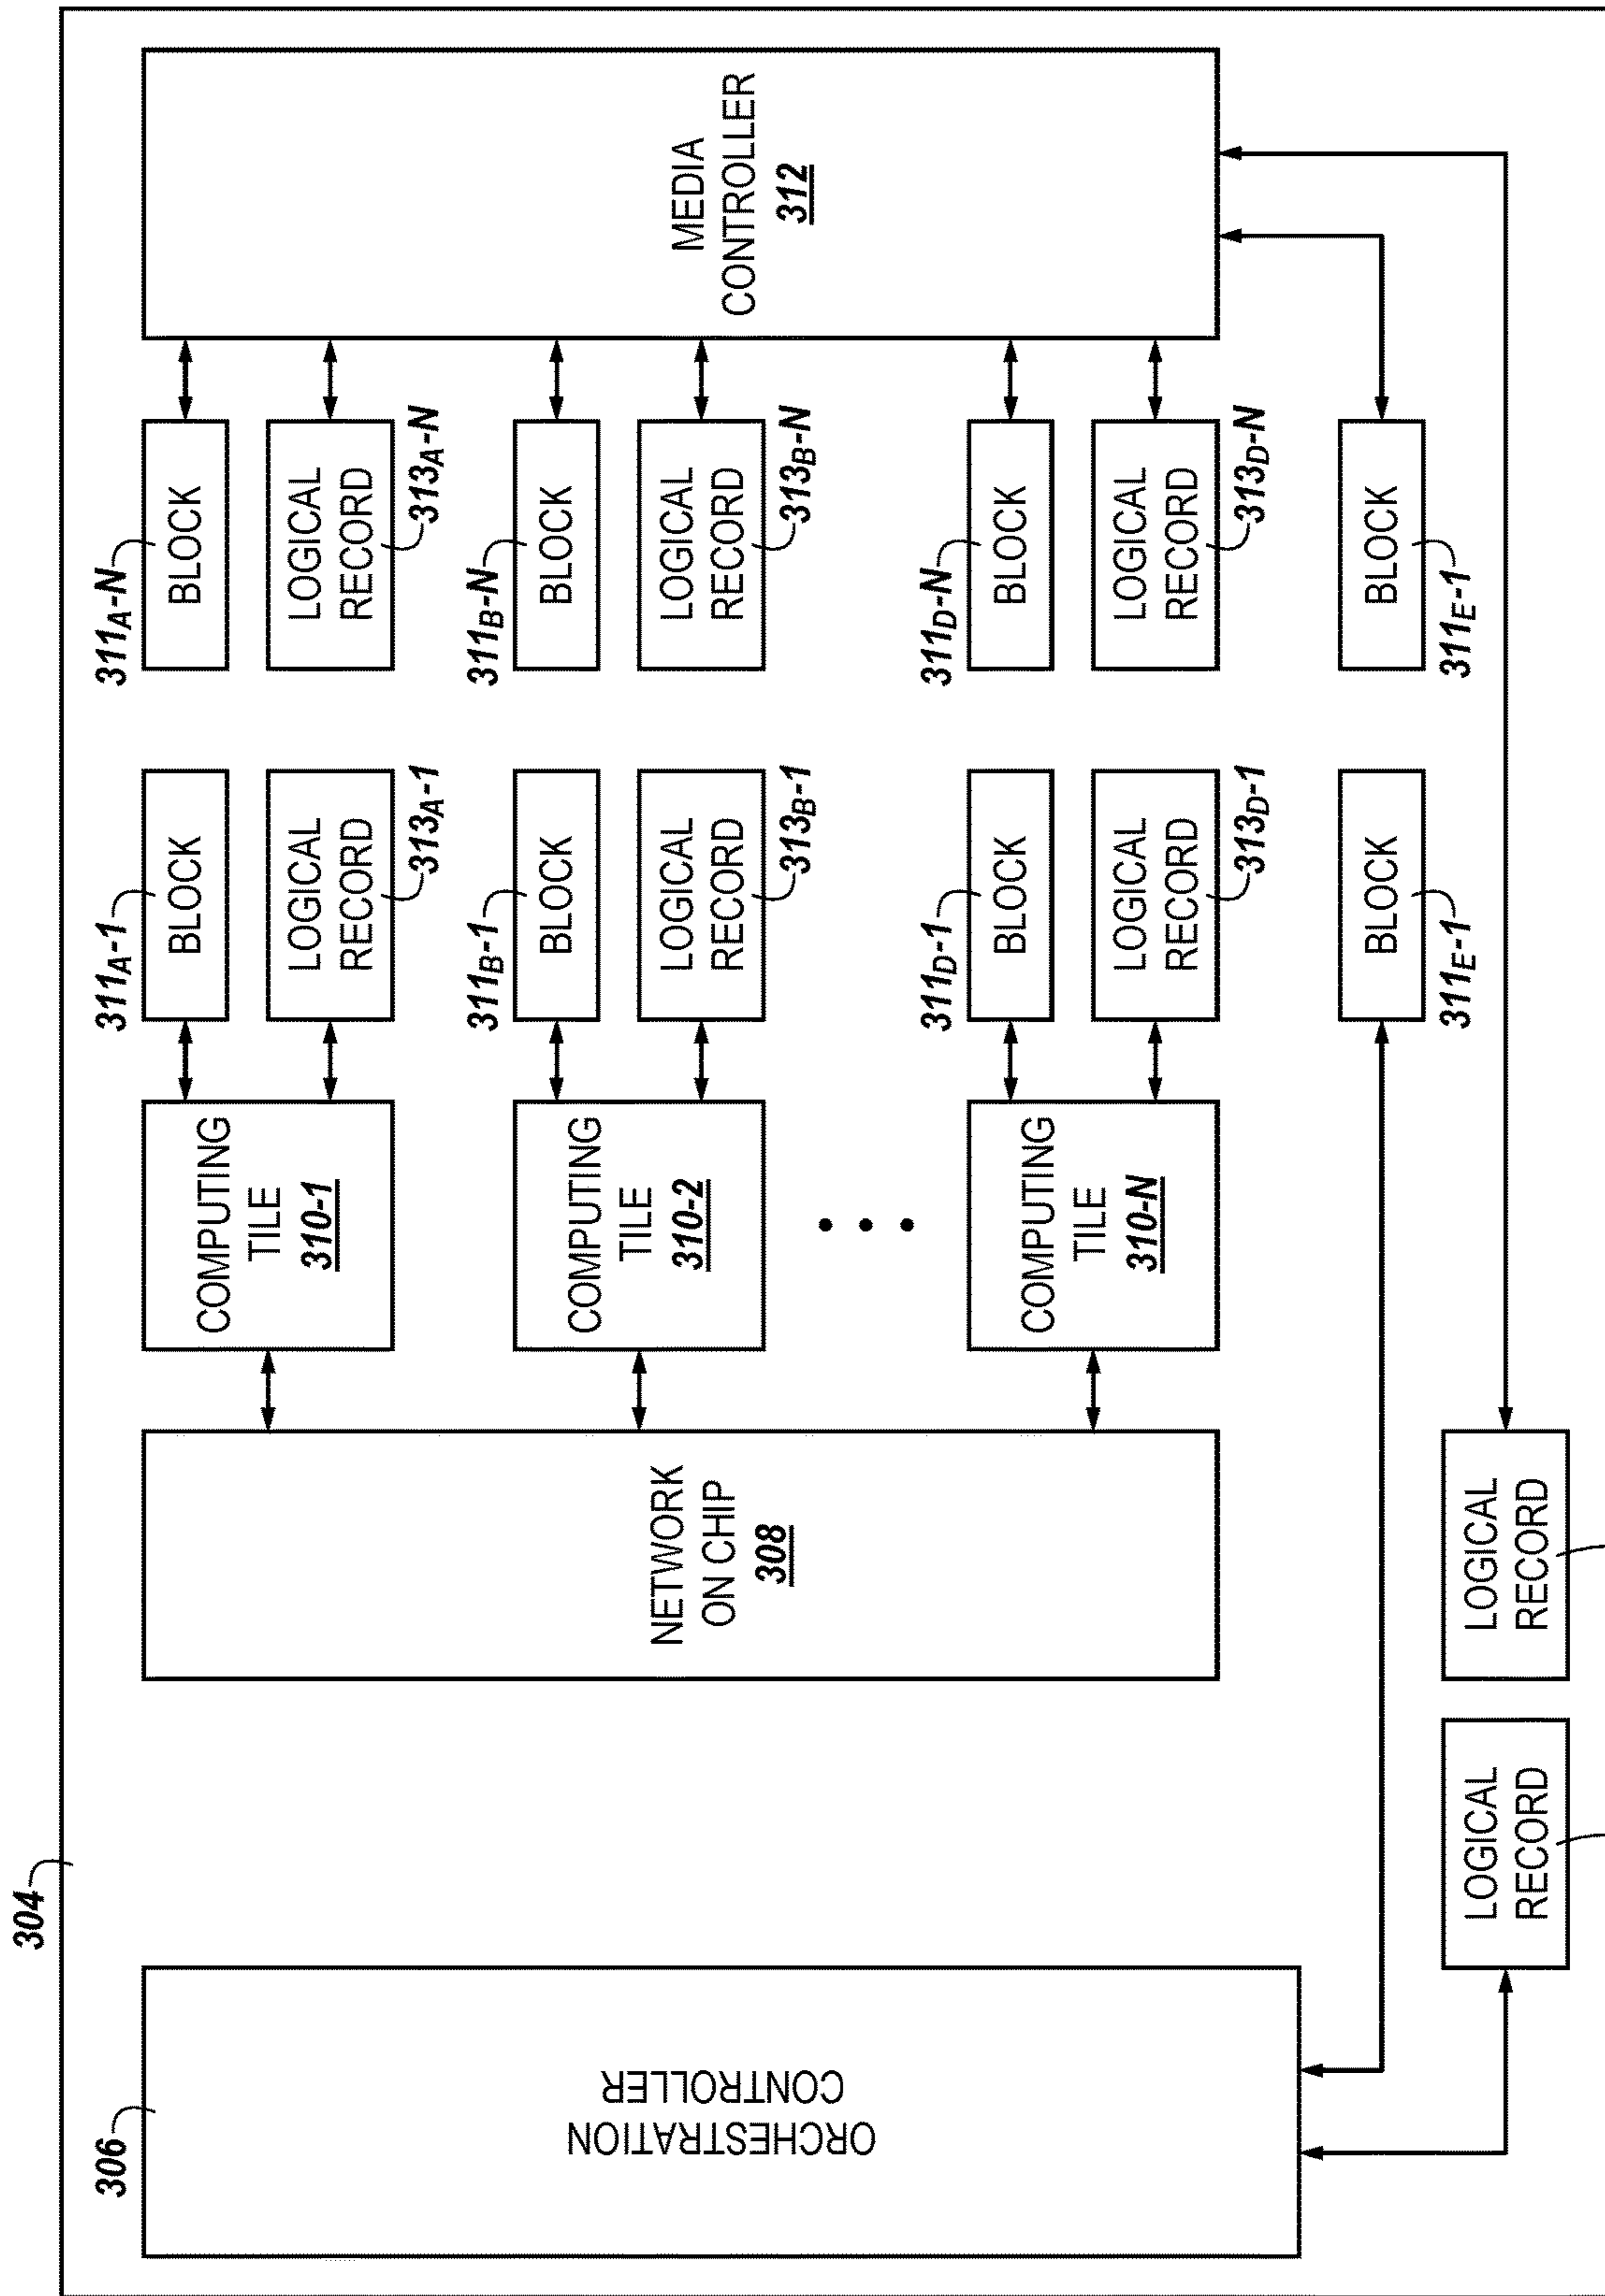 304
306
ORCHESTRATION
CONTROLLER
NETWORK
ON CHIP
308
COMPUTING
TILE
310-1
311A-1
BLOCK
LOGICAL
RECORD
313A-1
311A-N
BLOCK
LOGICAL
RECORD
313A-N
COMPUTING
TILE
310-2
311B-1
BLOCK
LOGICAL
RECORD
313B-1
311B-N
BLOCK
LOGICAL
RECORD
313B-N
COMPUTING
TILE
310-N
311D-1
BLOCK
LOGICAL
RECORD
313D-1
311D-N
BLOCK
LOGICAL
RECORD
313D-N
MEDIA
CONTROLLER
312
BLOCK
311E-1
BLOCK
311E-1
LOGICAL
RECORD
LOGICAL
RECORD